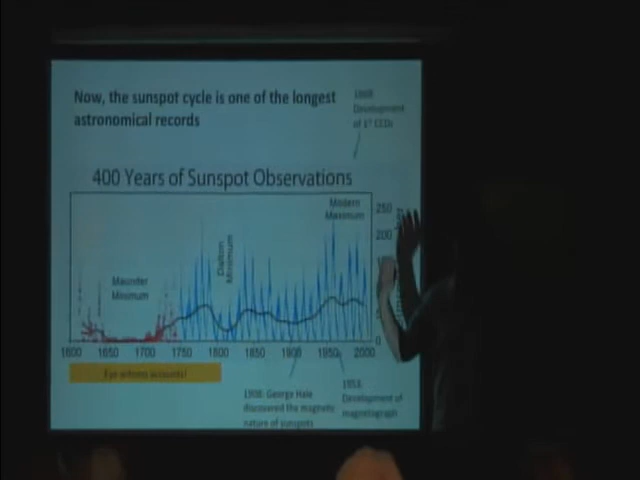 Now, the sunspot cycle is one of the longest
astronomical records
Development
of 1st CCDs
400 Years of Sunspot Observations
Modern
Maximum
250
200
Dalton
Minimum
Maunder
Minimum
0
1600 1650 1700 1750 1800 1850 1900 1950 2000
Eye witness accounts!
1908: George Hale
discovered the magnetic
nature of sunspots
Development of
magnetograph